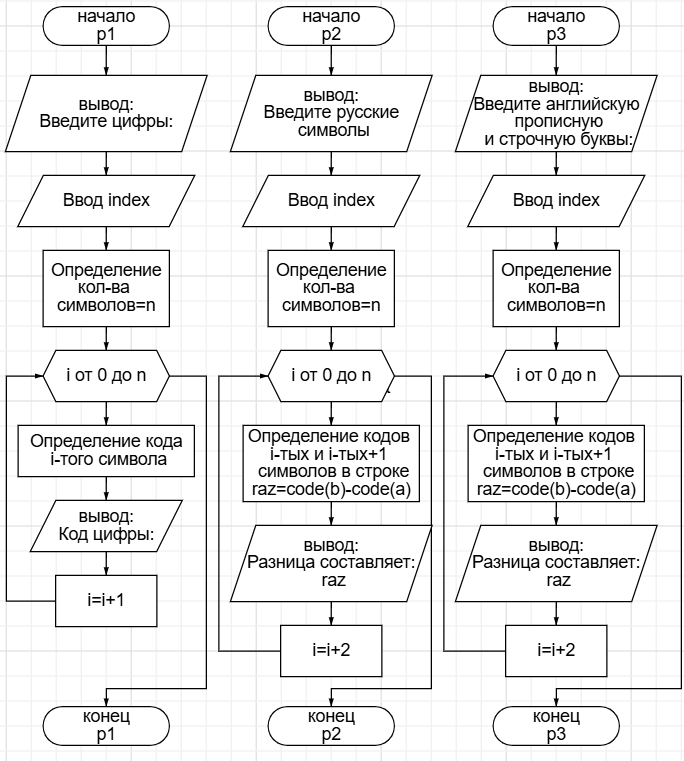 начало
p1
вывод:
Введите цифры:
Ввод index
Определение
кол-ва
символов=n
i от 0 до n
Определение кода
i-того символа
вывод:
Код цифры:
i=i+1
конец
p1
начало
p2
вывод:
Введите русские
символы
Ввод index
Определение
кол-ва
символов=n
i от 0 до n
Определение кодов
i-тых и i-тых+1
символов в строке
raz=code(b)-code(a)
вывод:
Разница составляет:
raz
i=i+2
конец
p2
начало
p3
вывод:
Введите английскую
прописную
и строчную буквы:
Ввод index
Определение
кол-ва
символов=n
i от 0 до n
Определение кодов
i-тых и i-тых+1
символов в строке
raz=code(b)-code(a)
вывод:
Разница составляет:
raz
i=i+2
конец
p3